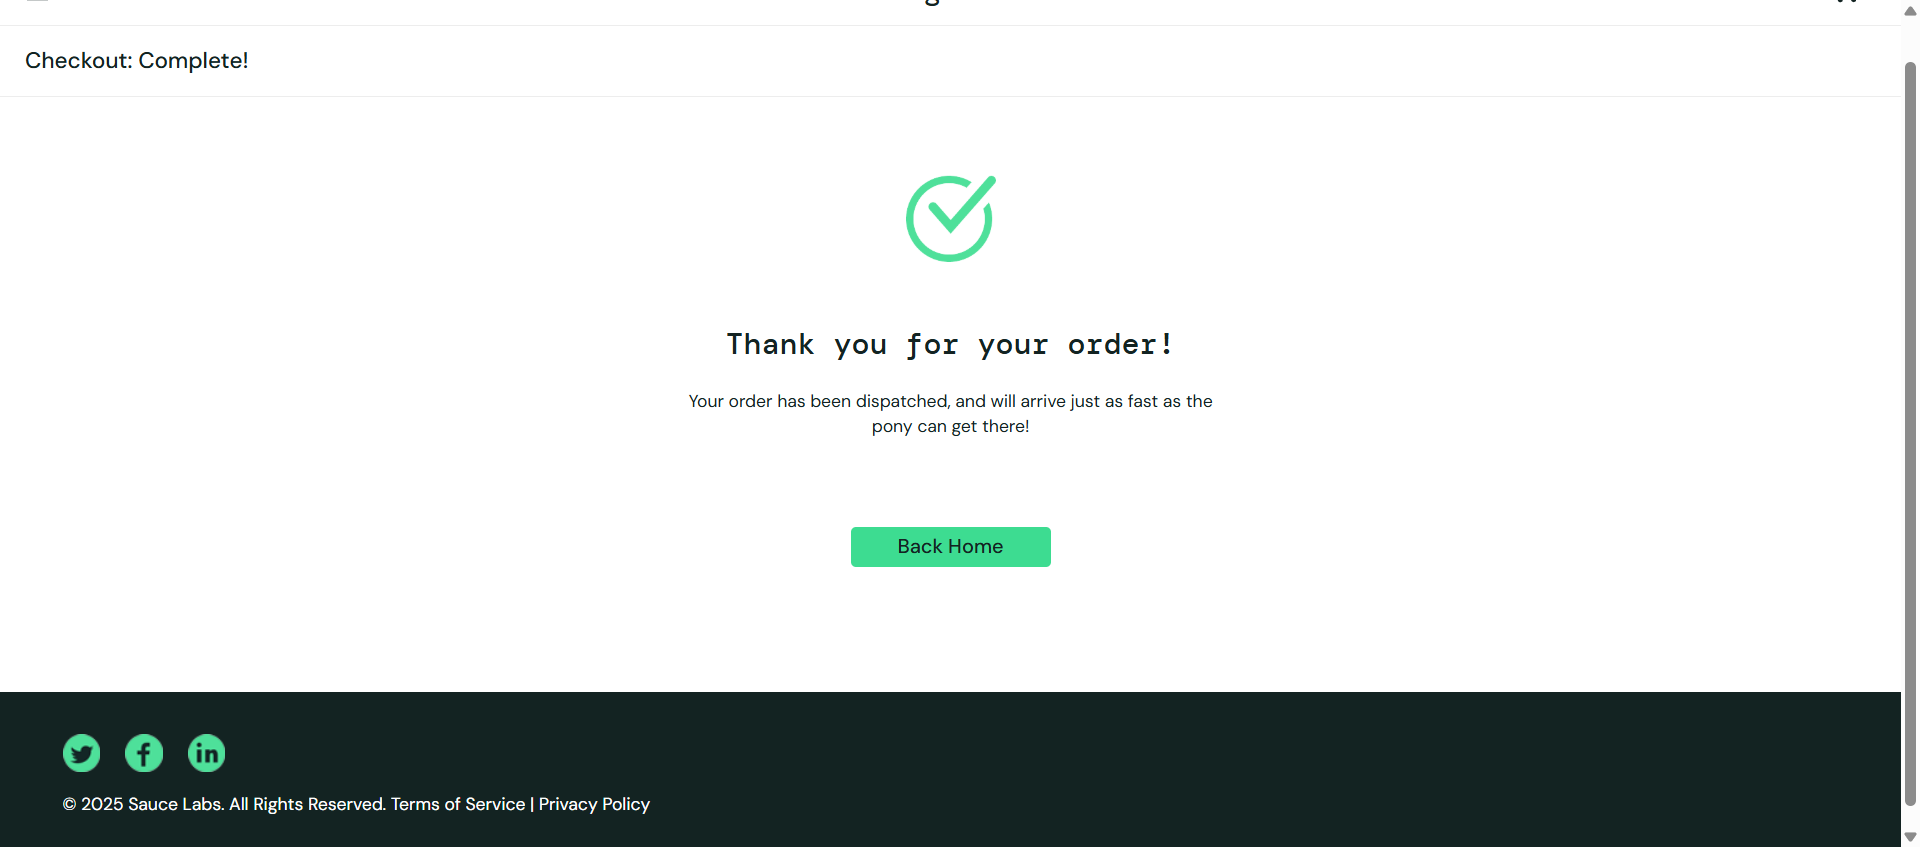 Checkout: Complete!
Thank you for your order!
Your order has been dispatched, and will arrive just as fast as the
pony can get there!
Back Home
© 2025 Sauce Labs. All Rights Reserved. Terms of Service | Privacy Policy